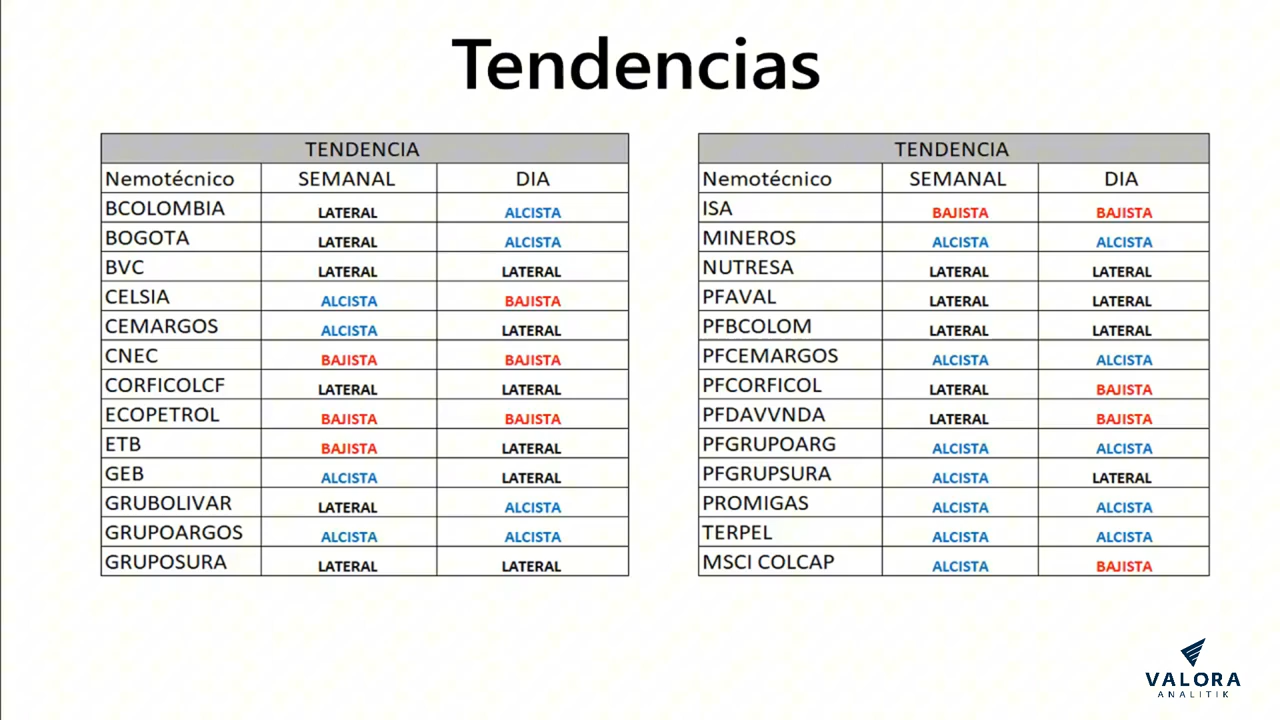 Tendencias
TENDENCIA
Nemotécnico SEMANAL DIA
BCOLOMBIA LATERAL ALCISTA
BOGOTA LATERAL ALCISTA
BVC LATERAL LATERAL
CELSIA ALCISTA BAJISTA
CEMARGOS ALCISTA LATERAL
CNEC BAJISTA BAJISTA
CORFICOLCF LATERAL LATERAL
ECOPETROL BAJISTA BAJISTA
ETB BAJISTA LATERAL
GEB ALCISTA LATERAL
GRUBOLIVAR LATERAL ALCISTA
GRUPOARGOS ALCISTA ALCISTA
GRUPOSURA LATERAL LATERAL
TENDENCIA
Nemotécnico SEMANAL DIA
ISA BAJISTA BAJISTA
MINEROS ALCISTA ALCISTA
NUTRESA LATERAL LATERAL
PFAVAL LATERAL LATERAL
PFBCOLOM LATERAL LATERAL
PFCEMARGOS ALCISTA ALCISTA
PFCORFICOL LATERAL BAJISTA
PFDAVVNDA LATERAL BAJISTA
PFGRUPOARG ALCISTA ALCISTA
PFGRUPSURA ALCISTA LATERAL
PROMIGAS ALCISTA ALCISTA
TERPEL ALCISTA ALCISTA
MSCI COLCAP ALCISTA BAJISTA
VALORA
ANALITIK